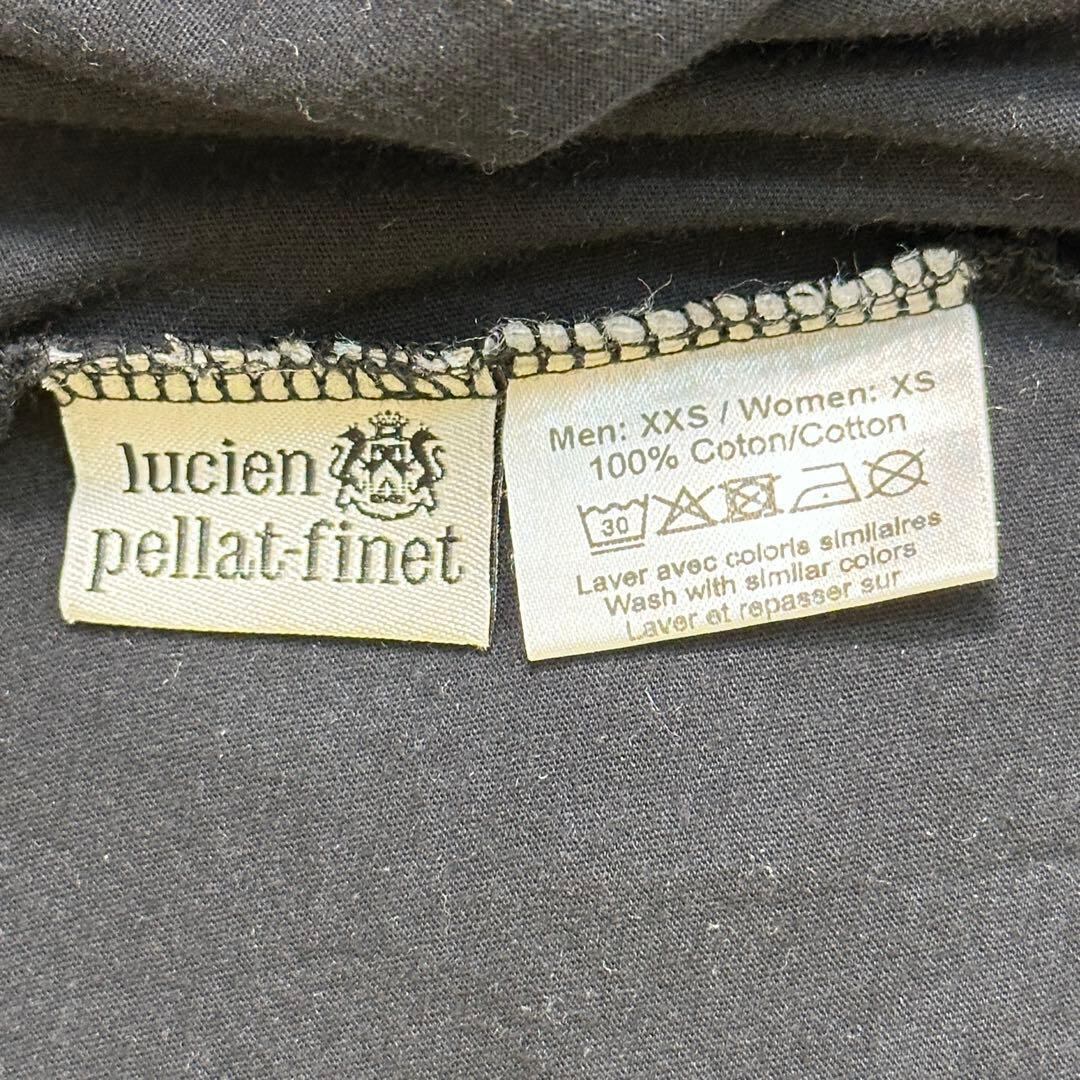 lucien
pellat-finet
Men: XXS / Women: XS
100% Coton/Cotton
30
Laver avec coloris similaires
Wash with similar colors
Laver et repasser sur